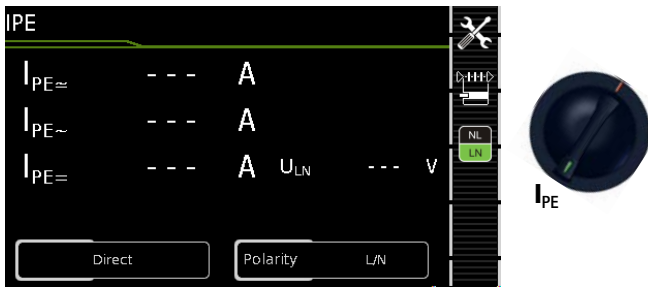 IPE
IPE≃ --- A
IPE~ --- A
IPE= --- A ULN --- V
Direct
Polarity L/N
NL
LN
IPE